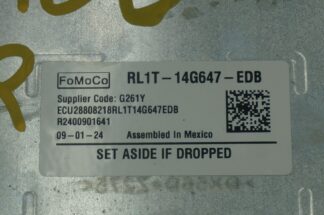 FoMoCo
RL1T-14G647-EDB
Supplier Code: G261Y
ECU28808218RL1T14G647EDB
R2400901641
09-01-24 Assembled In Mexico
SET ASIDE IF DROPPED